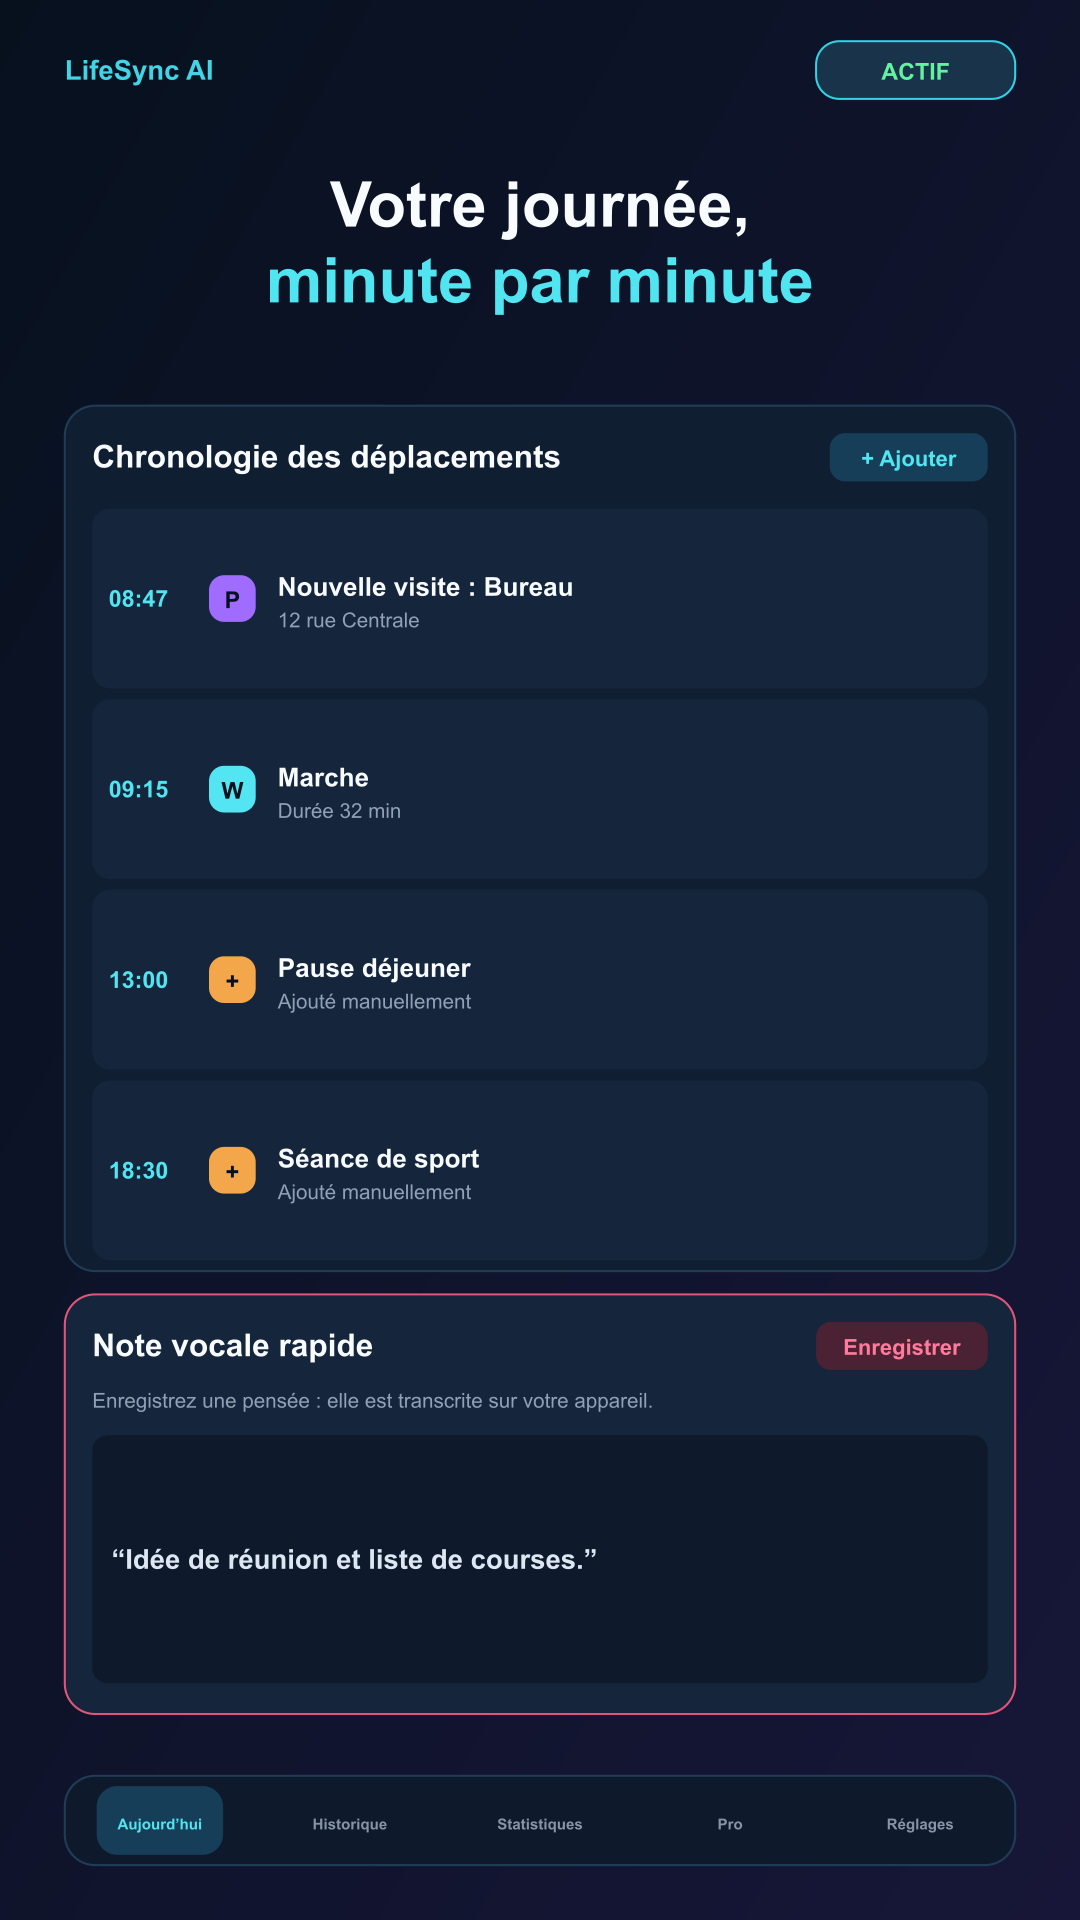 LifeSync AI
ACTIF
Votre journée,
minute par minute
Chronologie des déplacements
+ Ajouter
08:47
P
Nouvelle visite : Bureau
12 rue Centrale
09:15
W
Marche
Durée 32 min
13:00
+
Pause déjeuner
Ajouté manuellement
18:30
+
Séance de sport
Ajouté manuellement
Note vocale rapide
Enregistrer
Enregistrez une pensée : elle est transcrite sur votre appareil.
“Idée de réunion et liste de courses.”
Aujourd’hui
Historique
Statistiques
Pro
Réglages